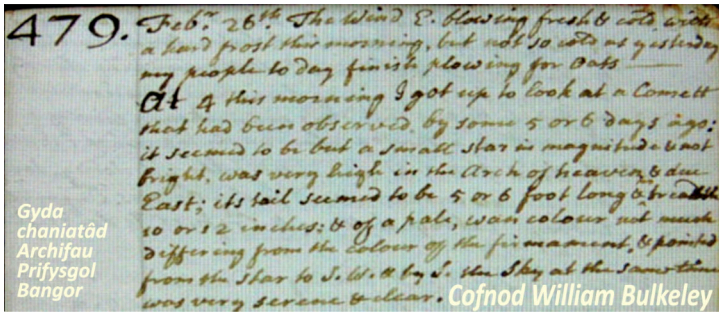 479.
Febr. 26th. The Wind E. blowing fresh & cold with
a hard frost this morning, but not so cold as yesterday
my people to day finish plowing for Oats
At 4 this morning I got up to look at a Comett
that had been observed by some 5 or 6 days ago:
it seemed to be but a small star in magnitude & not
bright, was very high in the Arch of heaven & due
East; its tail seemed to be 5 or 6 foot long & breadth
10 or 12 inches: & of a pale, wan colour not much
differing from the colour of the firmament, & pointed
from the star to S. W. & by S. the Sky at the same time
was very serene & clear.
Gyda
chaniatâd
Archifau
Prifysgol
Bangor
Cofnod William Bulkeley